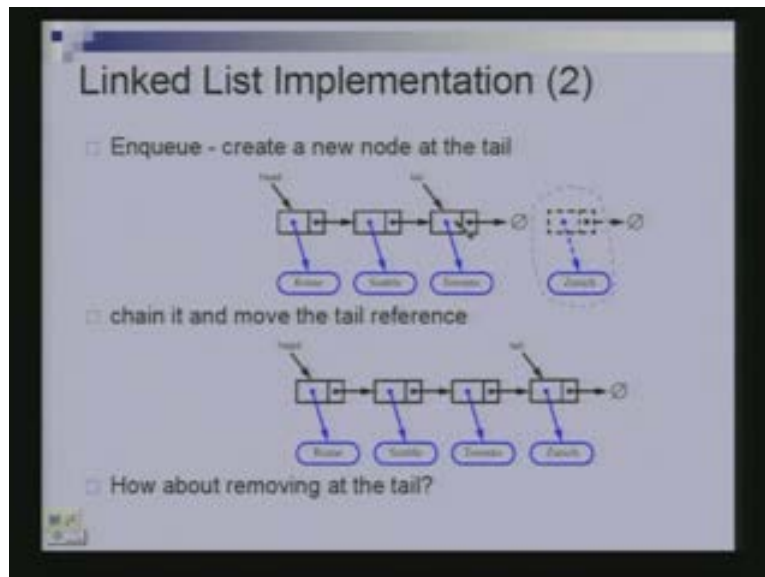 Linked List Implementation (2)
Enqueue - create a new node at the tail
head tail
Rome Seattle Toronto Zurich
chain it and move the tail reference
head tail
Rome Seattle Toronto Zurich
How about removing at the tail?